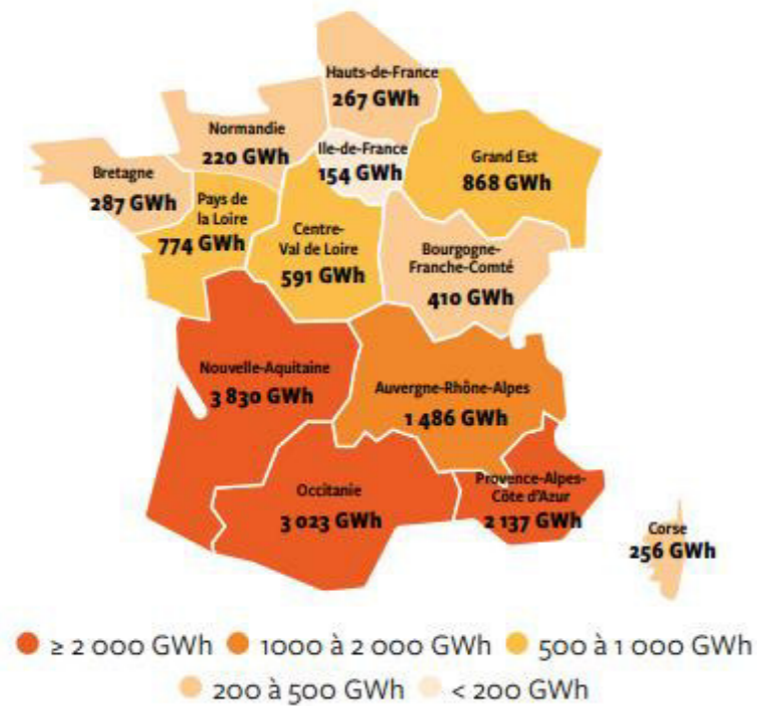 Hauts-de-France
267 GWh
Normandie
220 GWh
Ile-de-France
154 GWh
Grand Est
868 GWh
Bretagne
287 GWh
Pays de
la Loire
774 GWh
Centre-
Val de Loire
591 GWh
Bourgogne-
Franche-Comté
410 GWh
Nouvelle-Aquitaine
3 830 GWh
Auvergne-Rhône-Alpes
1 486 GWh
Occitanie
3 023 GWh
Provence-Alpes-
Côte d'Azur
2 137 GWh
Corse
256 GWh
≥ 2 000 GWh 1000 à 2 000 GWh 500 à 1 000 GWh
200 à 500 GWh < 200 GWh